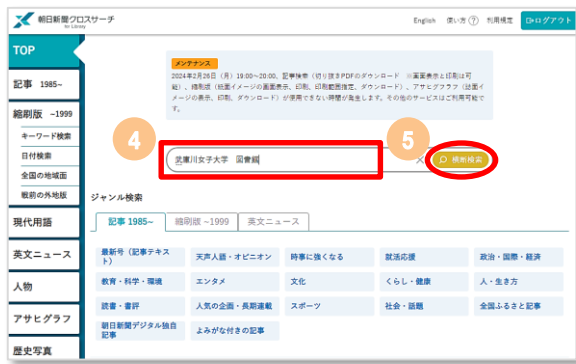 朝日新聞クロスサーチ
for Library
English 使い方 ? 利用規定 ログアウト
TOP
記事 1985~
縮刷版 ~1999
キーワード検索
日付検索
全国の地域面
戦前の外地版
現代用語
英文ニュース
人物
アサヒグラフ
歴史写真
メンテナンス
2024年2月26日（月）19:00~20:00、記事検索（切り抜きPDFのダウンロード ※画面表示と印刷は可
能）、縮刷版（紙面イメージの画面表示、印刷、印刷範囲指定、ダウンロード）、アサヒグラフ（誌面イ
メージの表示、印刷、ダウンロード）が使用できない時間が発生します。その他のサービスはご利用可能で
す。
4
5
武庫川女子大学 図書館
× 横断検索
ジャンル検索
記事 1985~ 縮刷版 ~1999 英文ニュース
最新号（記事テキスト） 天声人語・オピニオン 時事に強くなる 就活応援 政治・国際・経済
教育・科学・環境 エンタメ 文化 くらし・健康 人・生き方
読書・書評 人気の企画・長期連載 スポーツ 社会・話題 全国ふるさと記事
朝日新聞デジタル独自記事 よみがな付きの記事